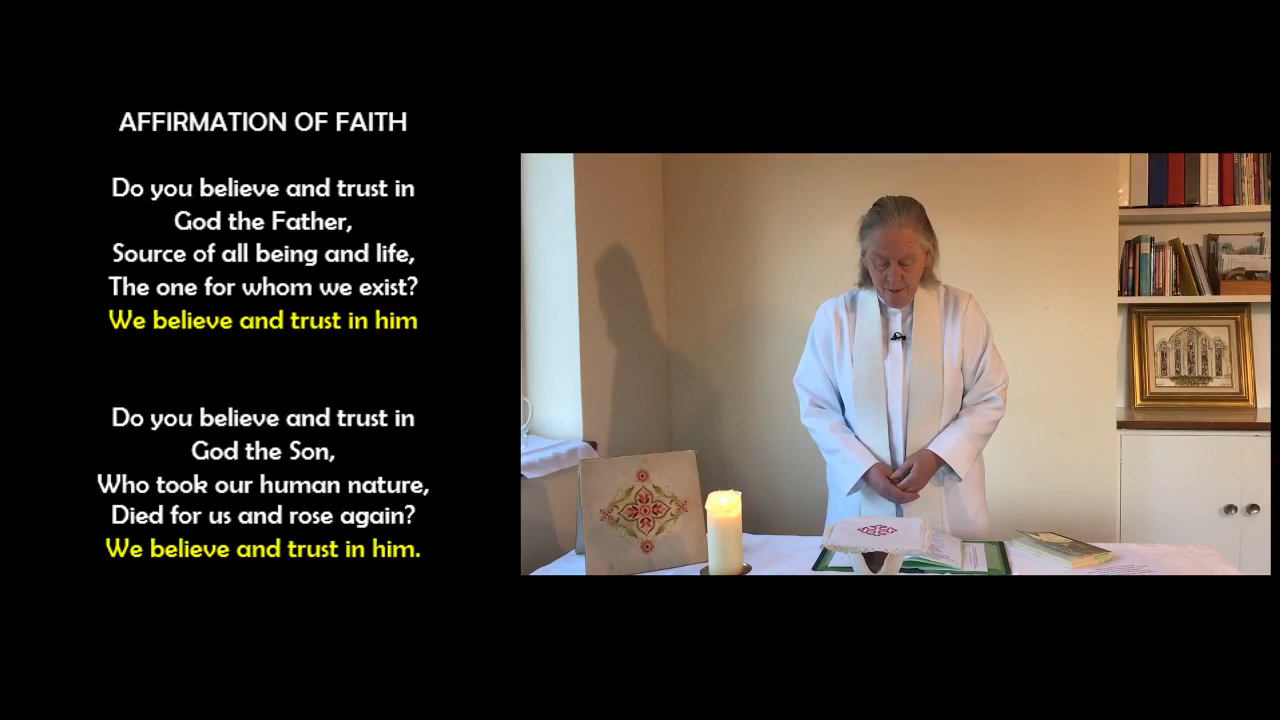 AFFIRMATION OF FAITH
Do you believe and trust in
God the Father,
Source of all being and life,
The one for whom we exist?
We believe and trust in him
Do you believe and trust in
God the Son,
Who took our human nature,
Died for us and rose again?
We believe and trust in him.